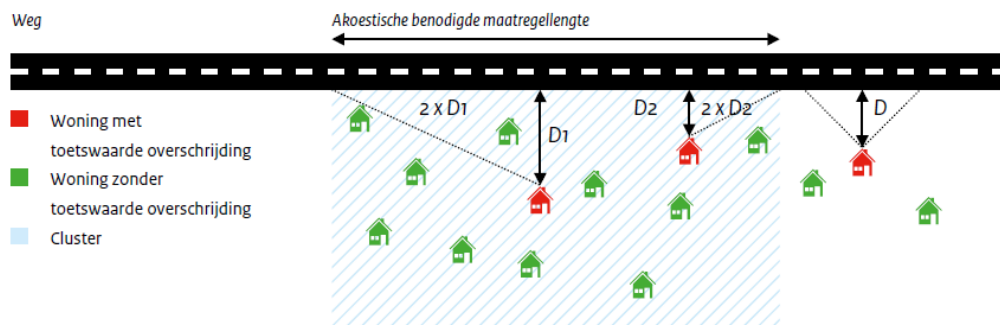 Weg
Akoestische benodigde maatregellengte
2 x D1
D1
D2
2 x D2
D
Woning met
toetswaarde overschrijding
Woning zonder
toetswaarde overschrijding
Cluster